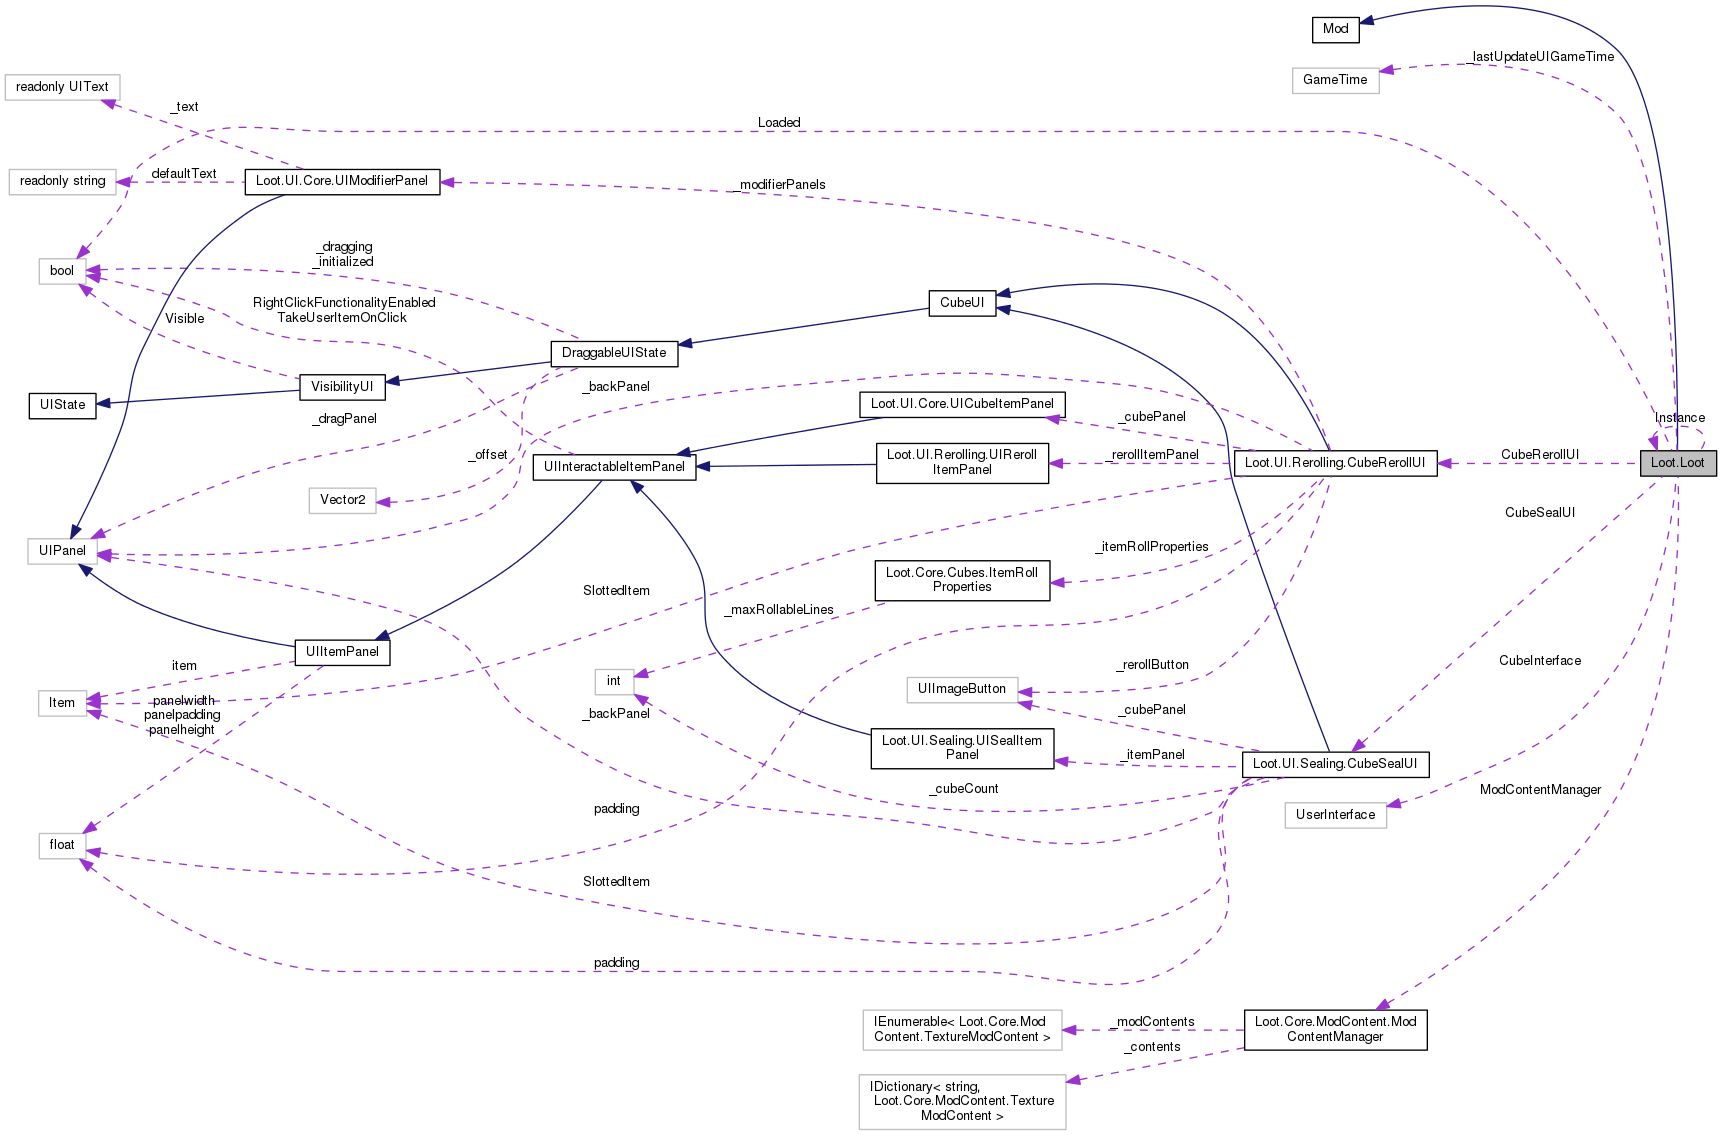 Mod
_lastUpdateUIGameTime
GameTime
readonly UIText
_text
Loaded
readonly string
defaultText
Loot.UI.Core.UIModifierPanel
_modifierPanels
bool
_dragging
_initialized
RightClickFunctionalityEnabled
TakeUserItemOnClick
Visible
CubeUI
DraggableUIState
VisibilityUI
UIState
_backPanel
_dragPanel
Loot.UI.Core.UICubeItemPanel
_cubePanel
Instance
_offset
UIInteractableItemPanel
Loot.UI.Rerolling.UIReroll
ItemPanel
_rerollItemPanel
Loot.UI.Rerolling.CubeRerollUI
CubeRerollUI
Loot.Loot
Vector2
CubeSealUI
UIPanel
_itemRollProperties
Loot.Core.Cubes.ItemRoll
Properties
SlottedItem
_maxRollableLines
UIItemPanel
item
int
_rerollButton
CubeInterface
UIImageButton
Item
panelwidth
panelpadding
panelheight
_backPanel
_cubePanel
Loot.UI.Sealing.UISealItem
Panel
_itemPanel
Loot.UI.Sealing.CubeSealUI
_cubeCount
ModContentManager
padding
UserInterface
float
SlottedItem
padding
IEnumerable< Loot.Core.Mod
Content.TextureModContent >
_modContents
Loot.Core.ModContent.Mod
ContentManager
_contents
IDictionary< string,
Loot.Core.ModContent.Texture
ModContent >